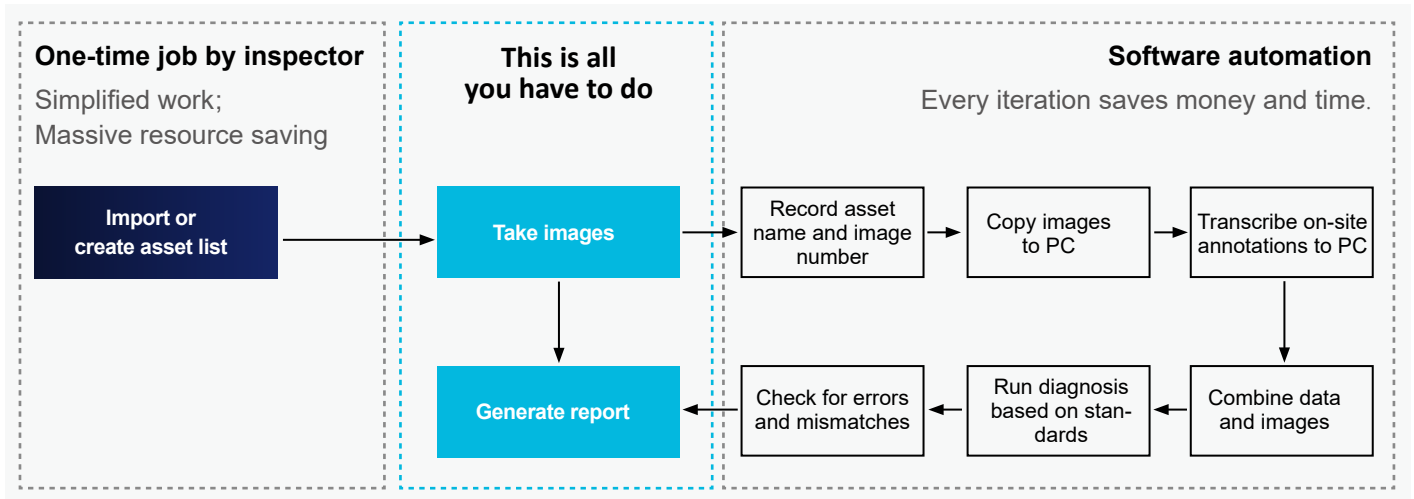 One-time job by inspector
Simplified work;
Massive resource saving
This is all
you have to do
Software automation
Every iteration saves money and time.
Import or
create asset list
Take images
Record asset
name and image
number
Copy images
to PC
Transcribe on-site
annotations to PC
Generate report
Check for errors
and mismatches
Run diagnosis
based on stan-
dards
Combine data
and images